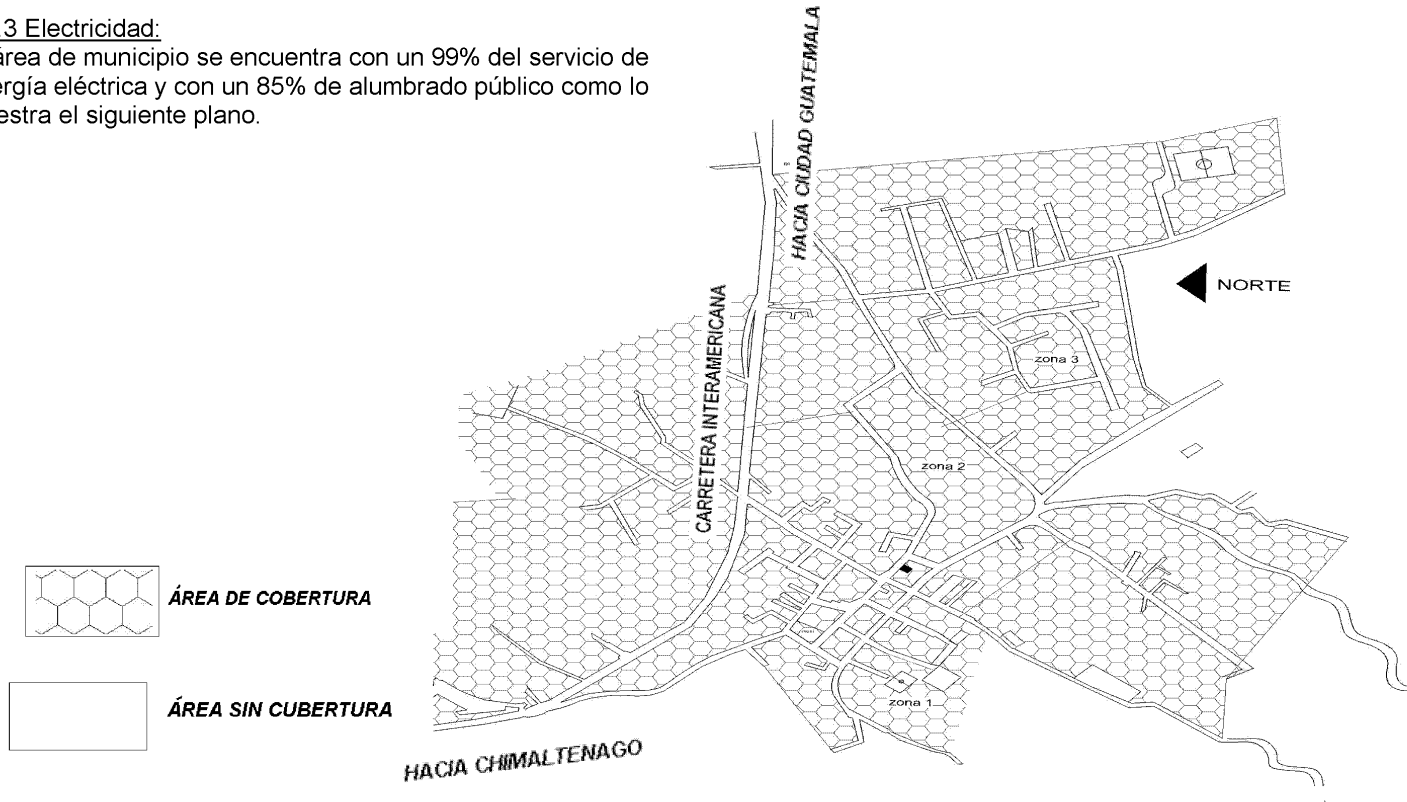 .3 Electricidad:
área de municipio se encuentra con un 99% del servicio de
ergía eléctrica y con un 85% de alumbrado público como lo
estra el siguiente plano.
HACIA CIUDAD GUATEMALA
NORTE
CARRETERA INTERAMERICANA
zona 3
zona 2
ÁREA DE COBERTURA
ÁREA SIN CUBERTURA
zona 1
HACIA CHIMALTENAGO